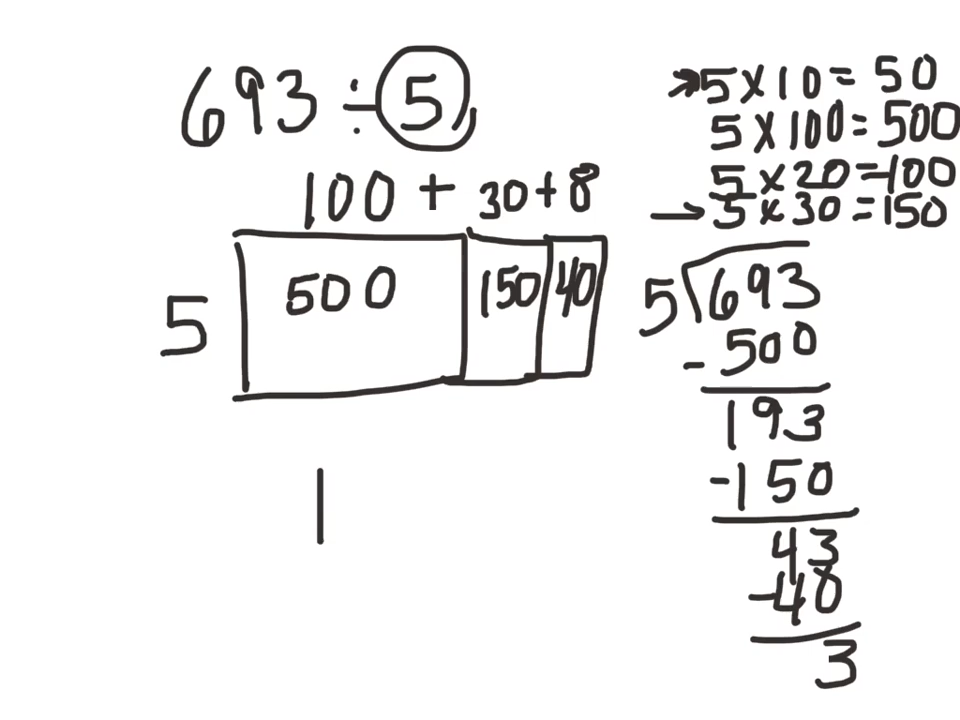 693 ÷ 5
5 x 10 = 50
5 x 100 = 500
5 x 20 = 100
5 x 30 = 150
100 + 30 + 8
5
500 150 40
5 693
- 500
193
- 150
43
- 40
3
1